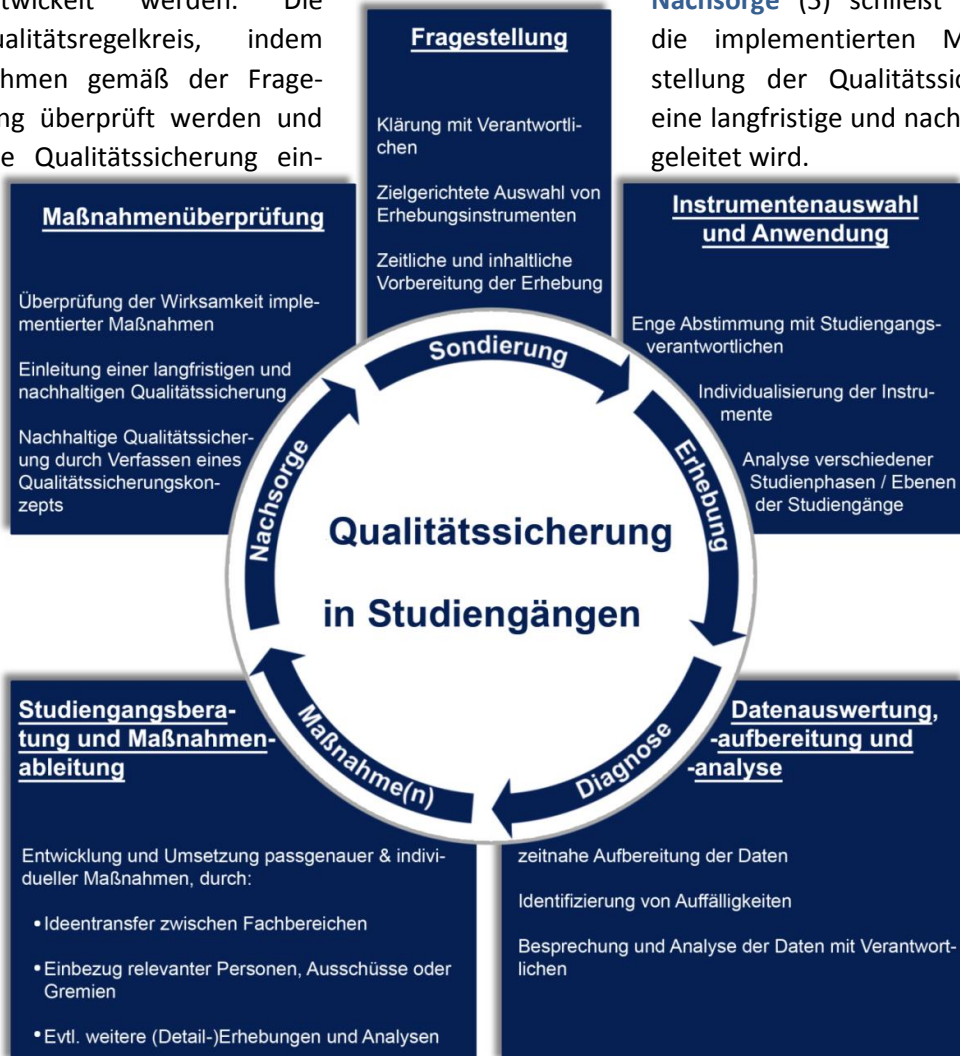 entwickelt werden. Die
ualitätsregelkreis, indem
hmen gemäß der Frage-
ng überprüft werden und
e Qualitätssicherung ein-
Nachsorge (5) schließt
die implementierten M
stellung der Qualitätssic
eine langfristige und nach
geleitet wird.
Fragestellung
Klärung mit Verantwortli-
chen
Zielgerichtete Auswahl von
Erhebungsinstrumenten
Zeitliche und inhaltliche
Vorbereitung der Erhebung
Maßnahmenüberprüfung
Überprüfung der Wirksamkeit imple-
mentierter Maßnahmen
Einleitung einer langfristigen und
nachhaltigen Qualitätssicherung
Nachhaltige Qualitätssicher-
ung durch Verfassen eines
Qualitätssicherungskon-
zepts
Instrumentenauswahl
und Anwendung
Enge Abstimmung mit Studiengangs-
verantwortlichen
Individualisierung der Instru-
mente
Analyse verschiedener
Studienphasen / Ebenen
der Studiengänge
Sondierung
Erhebung
Diagnose
Maßnahme(n)
Nachsorge
Qualitätssicherung
in Studiengängen
Studiengangsbera-
tung und Maßnahmen-
ableitung
Entwicklung und Umsetzung passgenauer & indivi-
dueller Maßnahmen, durch:
• Ideentransfer zwischen Fachbereichen
• Einbezug relevanter Personen, Ausschüsse oder
Gremien
• Evtl. weitere (Detail-)Erhebungen und Analysen
Datenauswertung,
-aufbereitung und
-analyse
zeitnahe Aufbereitung der Daten
Identifizierung von Auffälligkeiten
Besprechung und Analyse der Daten mit Verantwort-
lichen